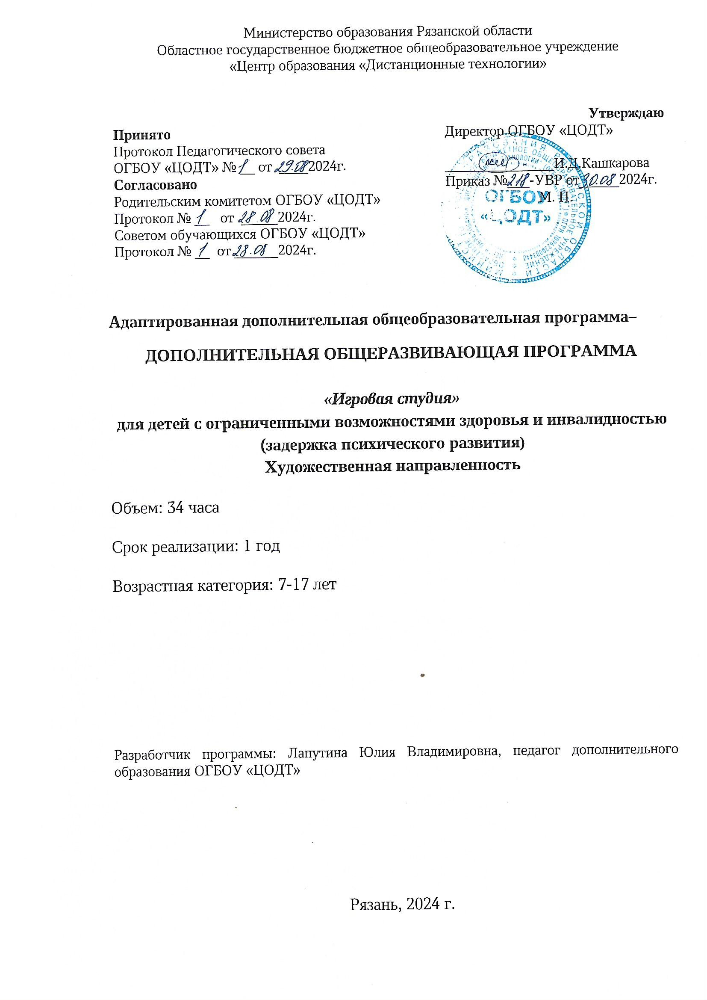 Министерство образования Рязанской области
Областное государственное бюджетное общеобразовательное учреждение
«Центр образования «Дистанционные технологии»
Принято
Протокол Педагогического совета
ОГБОУ «ЦОДТ» №1 от 29.08 2024г.
Согласовано
Родительским комитетом ОГБОУ «ЦОДТ»
Протокол № 1 от 28.08 2024г.
Советом обучающихся ОГБОУ «ЦОДТ»
Протокол № 1 от 28.08 2024г.
Утверждаю
Директор ОГБОУ «ЦОДТ»
И.Д.Кашкарова
Приказ №218-УВР от 30.08 2024г.
М. П.
ОГБОУ
«ЦОДТ»
Адаптированная дополнительная общеобразовательная программа–
ДОПОЛНИТЕЛЬНАЯ ОБЩЕРАЗВИВАЮЩАЯ ПРОГРАММА
«Игровая студия»
для детей с ограниченными возможностями здоровья и инвалидностью
(задержка психического развития)
Художественная направленность
Объем: 34 часа
Срок реализации: 1 год
Возрастная категория: 7-17 лет
Разработчик программы: Лапутина Юлия Владимировна, педагог дополнительного
образования ОГБОУ «ЦОДТ»
Рязань, 2024 г.